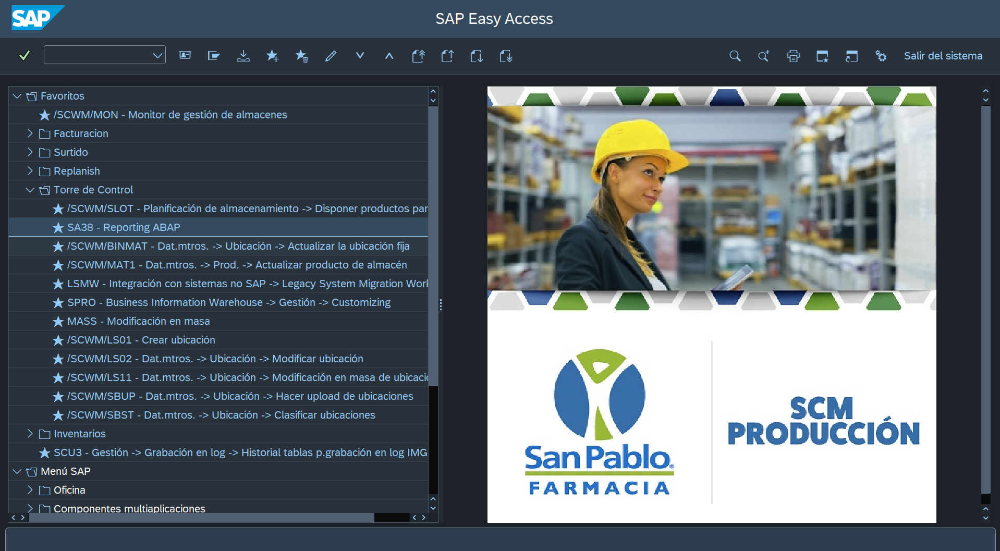 SAP
SAP Easy Access
Salir del sistema
Favoritos
/SCWM/MON - Monitor de gestión de almacenes
Facturacion
Surtido
Replanish
Torre de Control
/SCWM/SLOT - Planificación de almacenamiento -> Disponer productos par
SA38 - Reporting ABAP
/SCWM/BINMAT - Dat.mtros. -> Ubicación -> Actualizar la ubicación fija
/SCWM/MAT1 - Dat.mtros. -> Prod. -> Actualizar producto de almacén
LSMW - Integración con sistemas no SAP -> Legacy System Migration Work
SPRO - Business Information Warehouse -> Gestión -> Customizing
MASS - Modificación en masa
/SCWM/LS01 - Crear ubicación
/SCWM/LS02 - Dat.mtros. -> Ubicación -> Modificar ubicación
/SCWM/LS11 - Dat.mtros. -> Ubicación -> Modificación en masa de ubicacio
/SCWM/SBUP - Dat.mtros. -> Ubicación -> Hacer upload de ubicaciones
/SCWM/SBST - Dat.mtros. -> Ubicación -> Clasificar ubicaciones
Inventarios
SCU3 - Gestión -> Grabación en log -> Historial tablas p.grabación en log IMG
Menú SAP
Oficina
Componentes multiaplicaciones
San Pablo
FARMACIA
SCM
PRODUCCIÓN